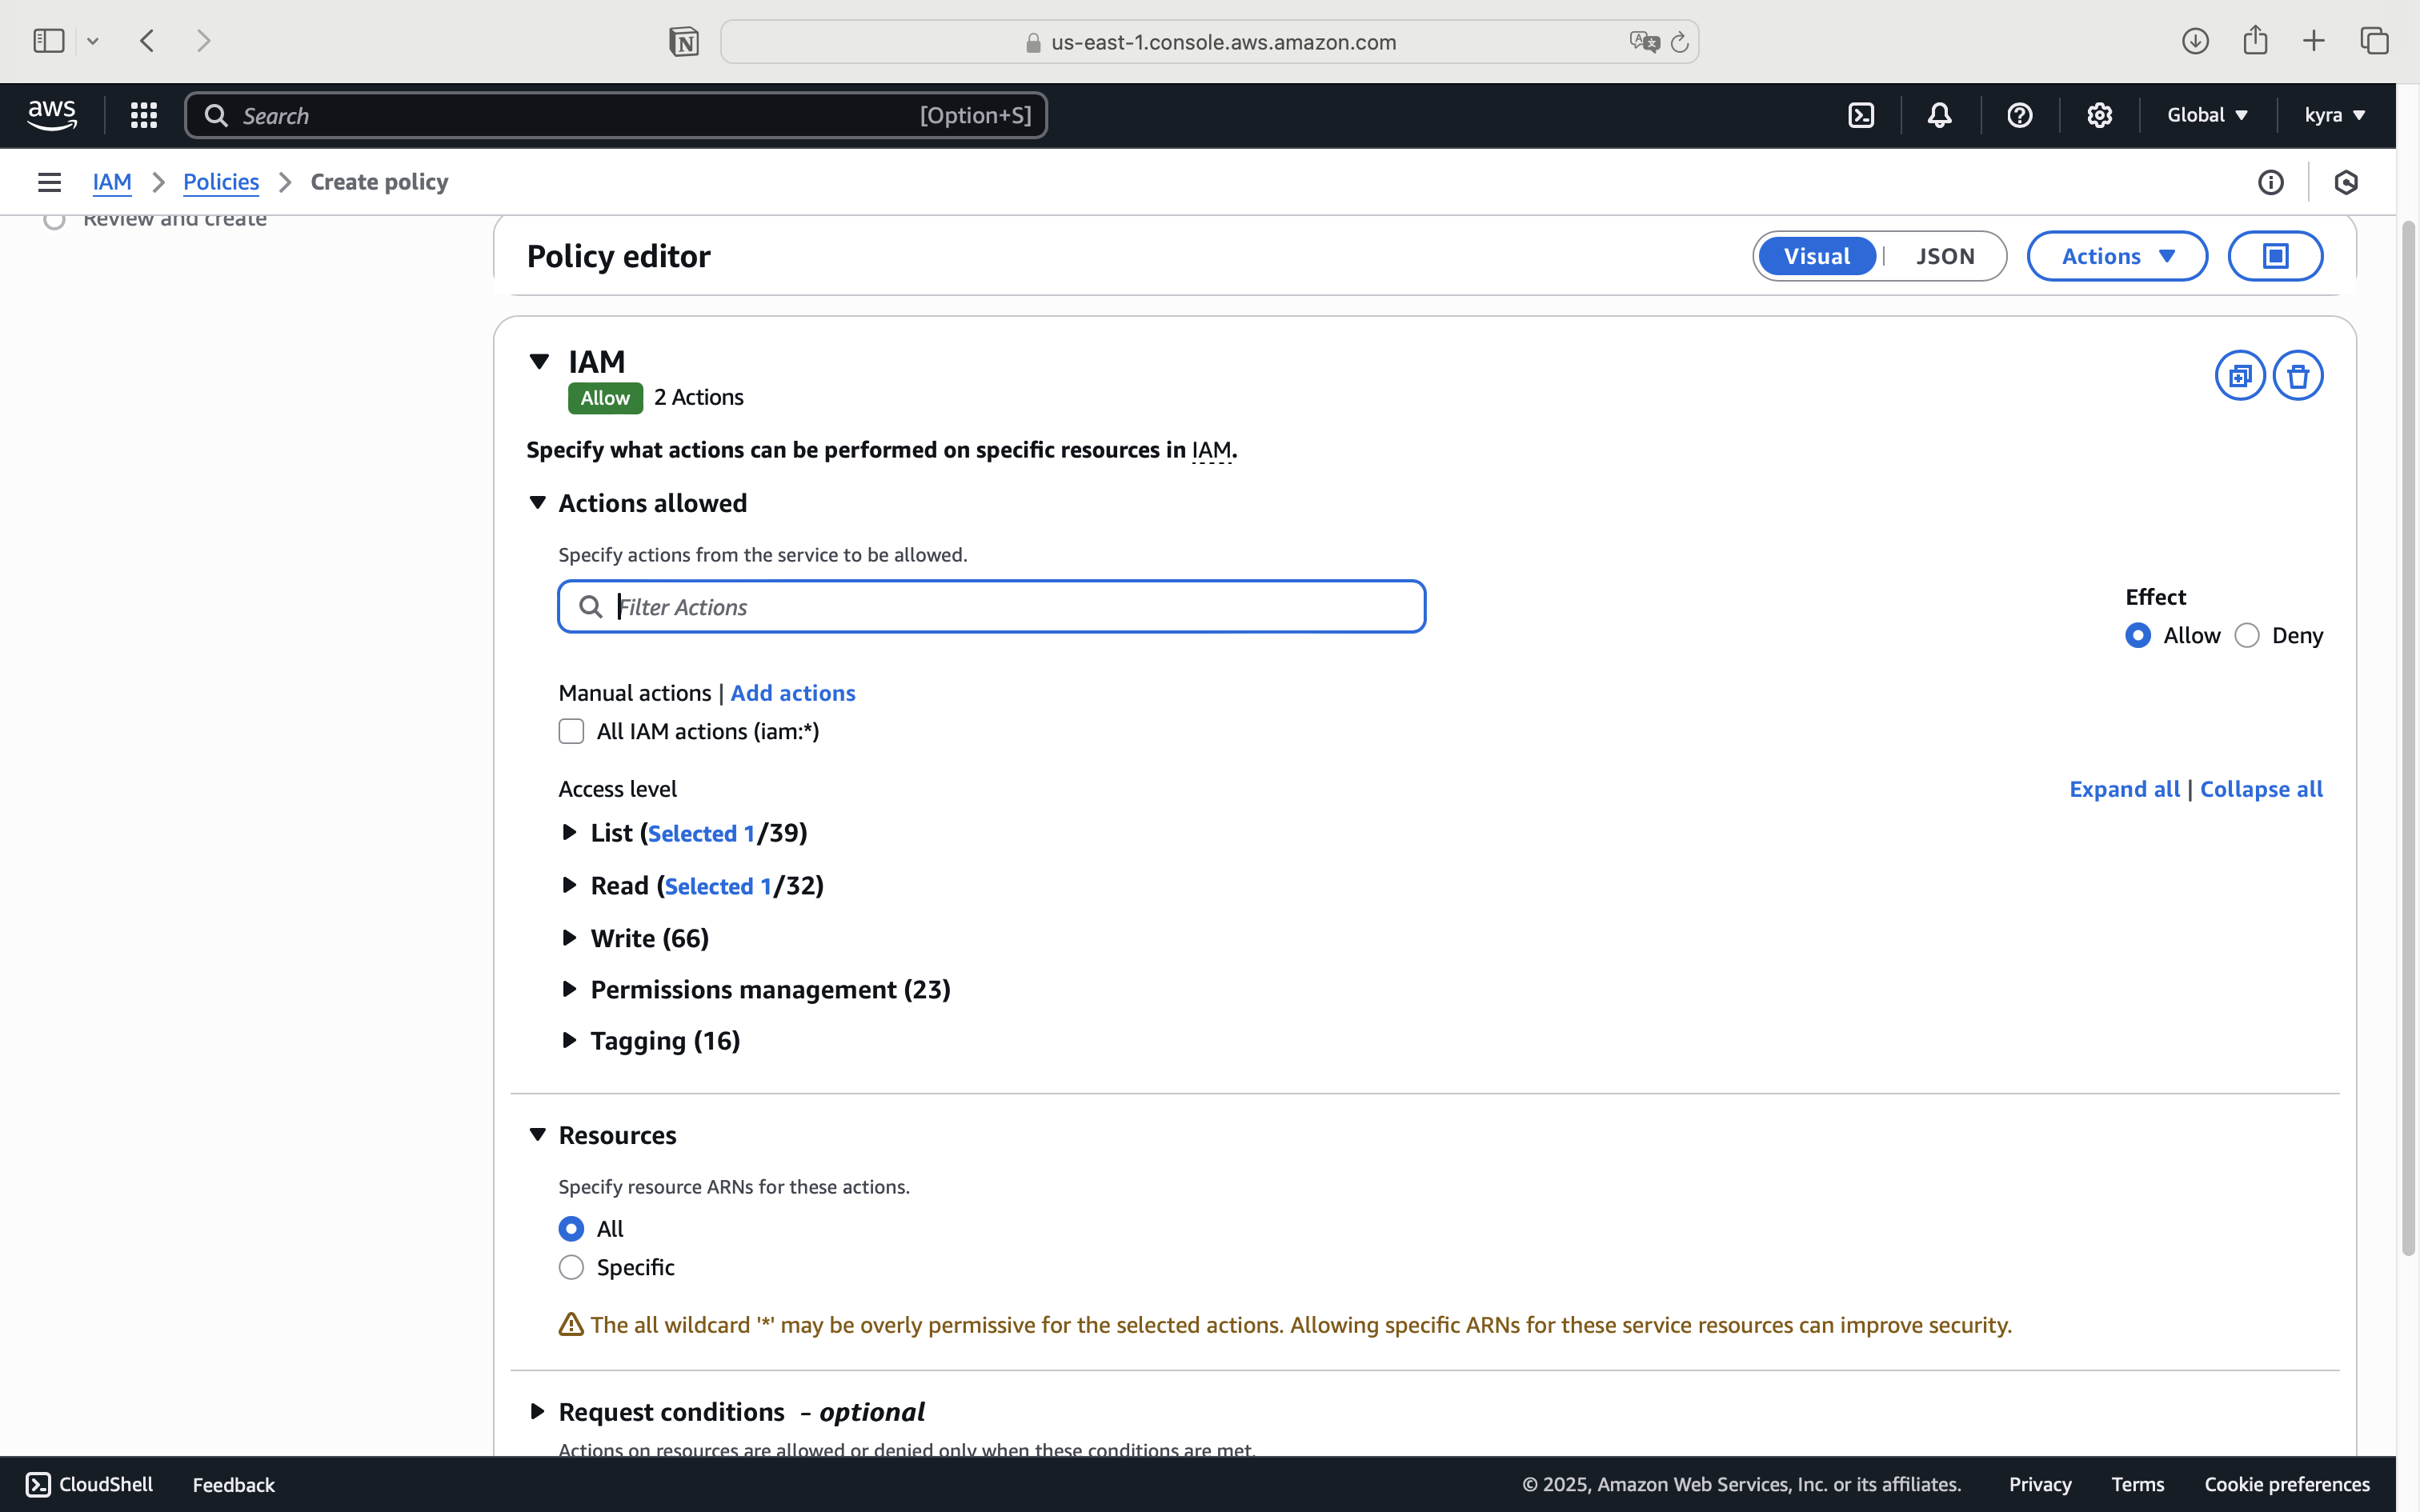 us-east-1.console.aws.amazon.com
aws
Search [Option+S]
Global
kyra
IAM > Policies > Create policy
Review and create
Policy editor
Visual | JSON
Actions
IAM
Allow 2 Actions
Specify what actions can be performed on specific resources in IAM.
Actions allowed
Specify actions from the service to be allowed.
Filter Actions
Effect
Allow Deny
Manual actions | Add actions
All IAM actions (iam:*)
Access level
Expand all | Collapse all
List (Selected 1/39)
Read (Selected 1/32)
Write (66)
Permissions management (23)
Tagging (16)
Resources
Specify resource ARNs for these actions.
All
Specific
The all wildcard '*' may be overly permissive for the selected actions. Allowing specific ARNs for these service resources can improve security.
Request conditions - optional
Actions on resources are allowed or denied only when these conditions are met.
CloudShell Feedback
© 2025, Amazon Web Services, Inc. or its affiliates. Privacy Terms Cookie preferences